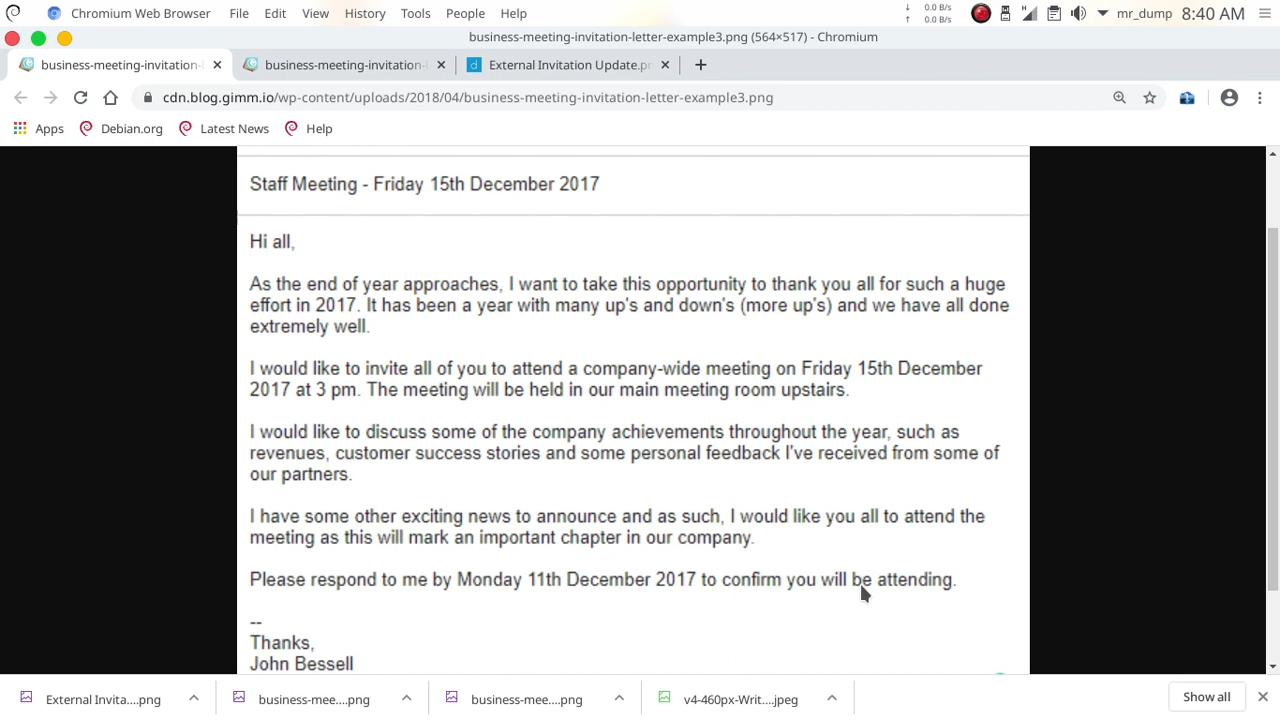 Chromium Web Browser File Edit View History Tools People Help 0.0 B/s 0.0 B/s mr_dump 8:40 AM
business-meeting-invitation-letter-example3.png (564×517) - Chromium
business-meeting-invitation- business-meeting-invitation- External Invitation Update.pn
cdn.blog.gimm.io/wp-content/uploads/2018/04/business-meeting-invitation-letter-example3.png
Apps Debian.org Latest News Help
Staff Meeting - Friday 15th December 2017
Hi all,
As the end of year approaches, I want to take this opportunity to thank you all for such a huge
effort in 2017. It has been a year with many up's and down's (more up's) and we have all done
extremely well.
I would like to invite all of you to attend a company-wide meeting on Friday 15th December
2017 at 3 pm. The meeting will be held in our main meeting room upstairs.
I would like to discuss some of the company achievements throughout the year, such as
revenues, customer success stories and some personal feedback I've received from some of
our partners.
I have some other exciting news to announce and as such, I would like you all to attend the
meeting as this will mark an important chapter in our company.
Please respond to me by Monday 11th December 2017 to confirm you will be attending.
--
Thanks,
John Bessell
External Invita....png business-mee....png business-mee....png v4-460px-Writ....jpeg Show all